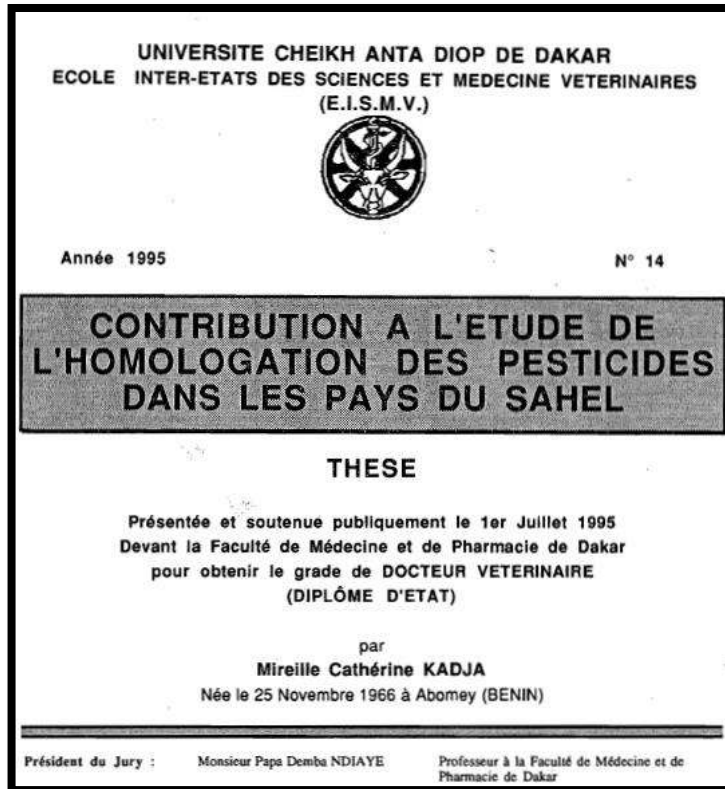 UNIVERSITE CHEIKH ANTA DIOP DE DAKAR
ECOLE INTER-ETATS DES SCIENCES ET MEDECINE VETERINAIRES
(E.I.S.M.V.)
Année 1995 N° 14
CONTRIBUTION A L'ETUDE DE
L'HOMOLOGATION DES PESTICIDES
DANS LES PAYS DU SAHEL
THESE
Présentée et soutenue publiquement le 1er Juillet 1995
Devant la Faculté de Médecine et de Pharmacie de Dakar
pour obtenir le grade de DOCTEUR VETERINAIRE
(DIPLÔME D'ETAT)
par
Mireille Cathérine KADJA
Née le 25 Novembre 1966 à Abomey (BENIN)
Président du Jury : Monsieur Papa Demba NDIAYE Professeur à la Faculté de Médecine et de
Pharmacie de Dakar